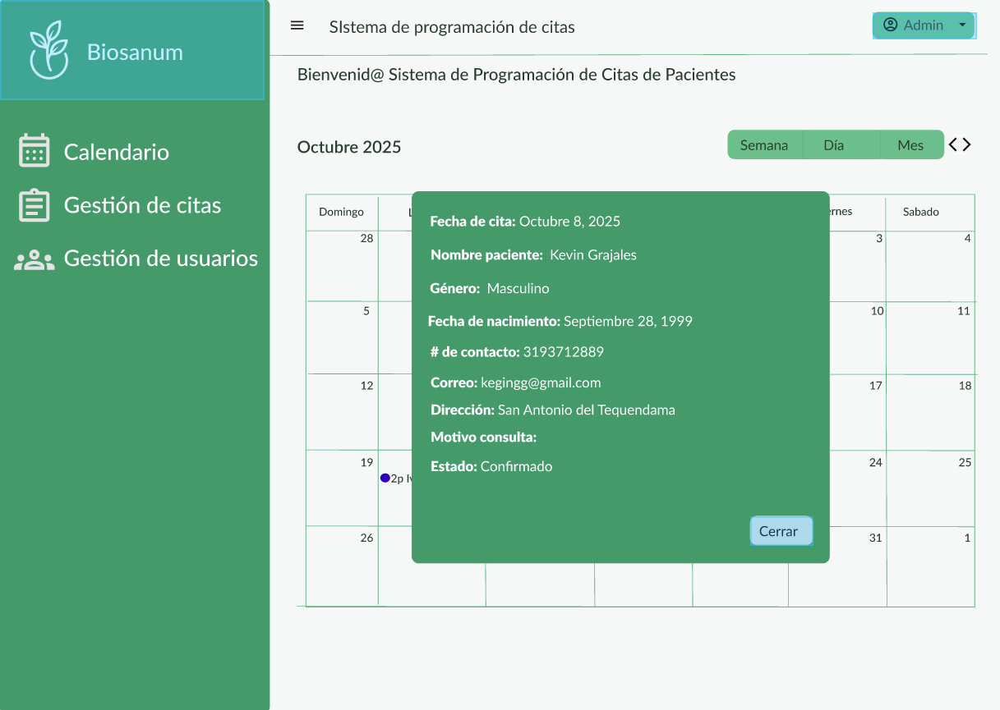 Biosanum
SIstema de programación de citas
Admin
Bienvenid@ Sistema de Programación de Citas de Pacientes
Calendario
Gestión de citas
Gestión de usuarios
Octubre 2025
Semana Día Mes
Domingo
Sabado
28 3 4
5 10 11
12 17 18
19 24 25
2p
26 31 1
Fecha de cita: Octubre 8, 2025
Nombre paciente: Kevin Grajales
Género: Masculino
Fecha de nacimiento: Septiembre 28, 1999
# de contacto: 3193712889
Correo: kegingg@gmail.com
Dirección: San Antonio del Tequendama
Motivo consulta:
Estado: Confirmado
Cerrar